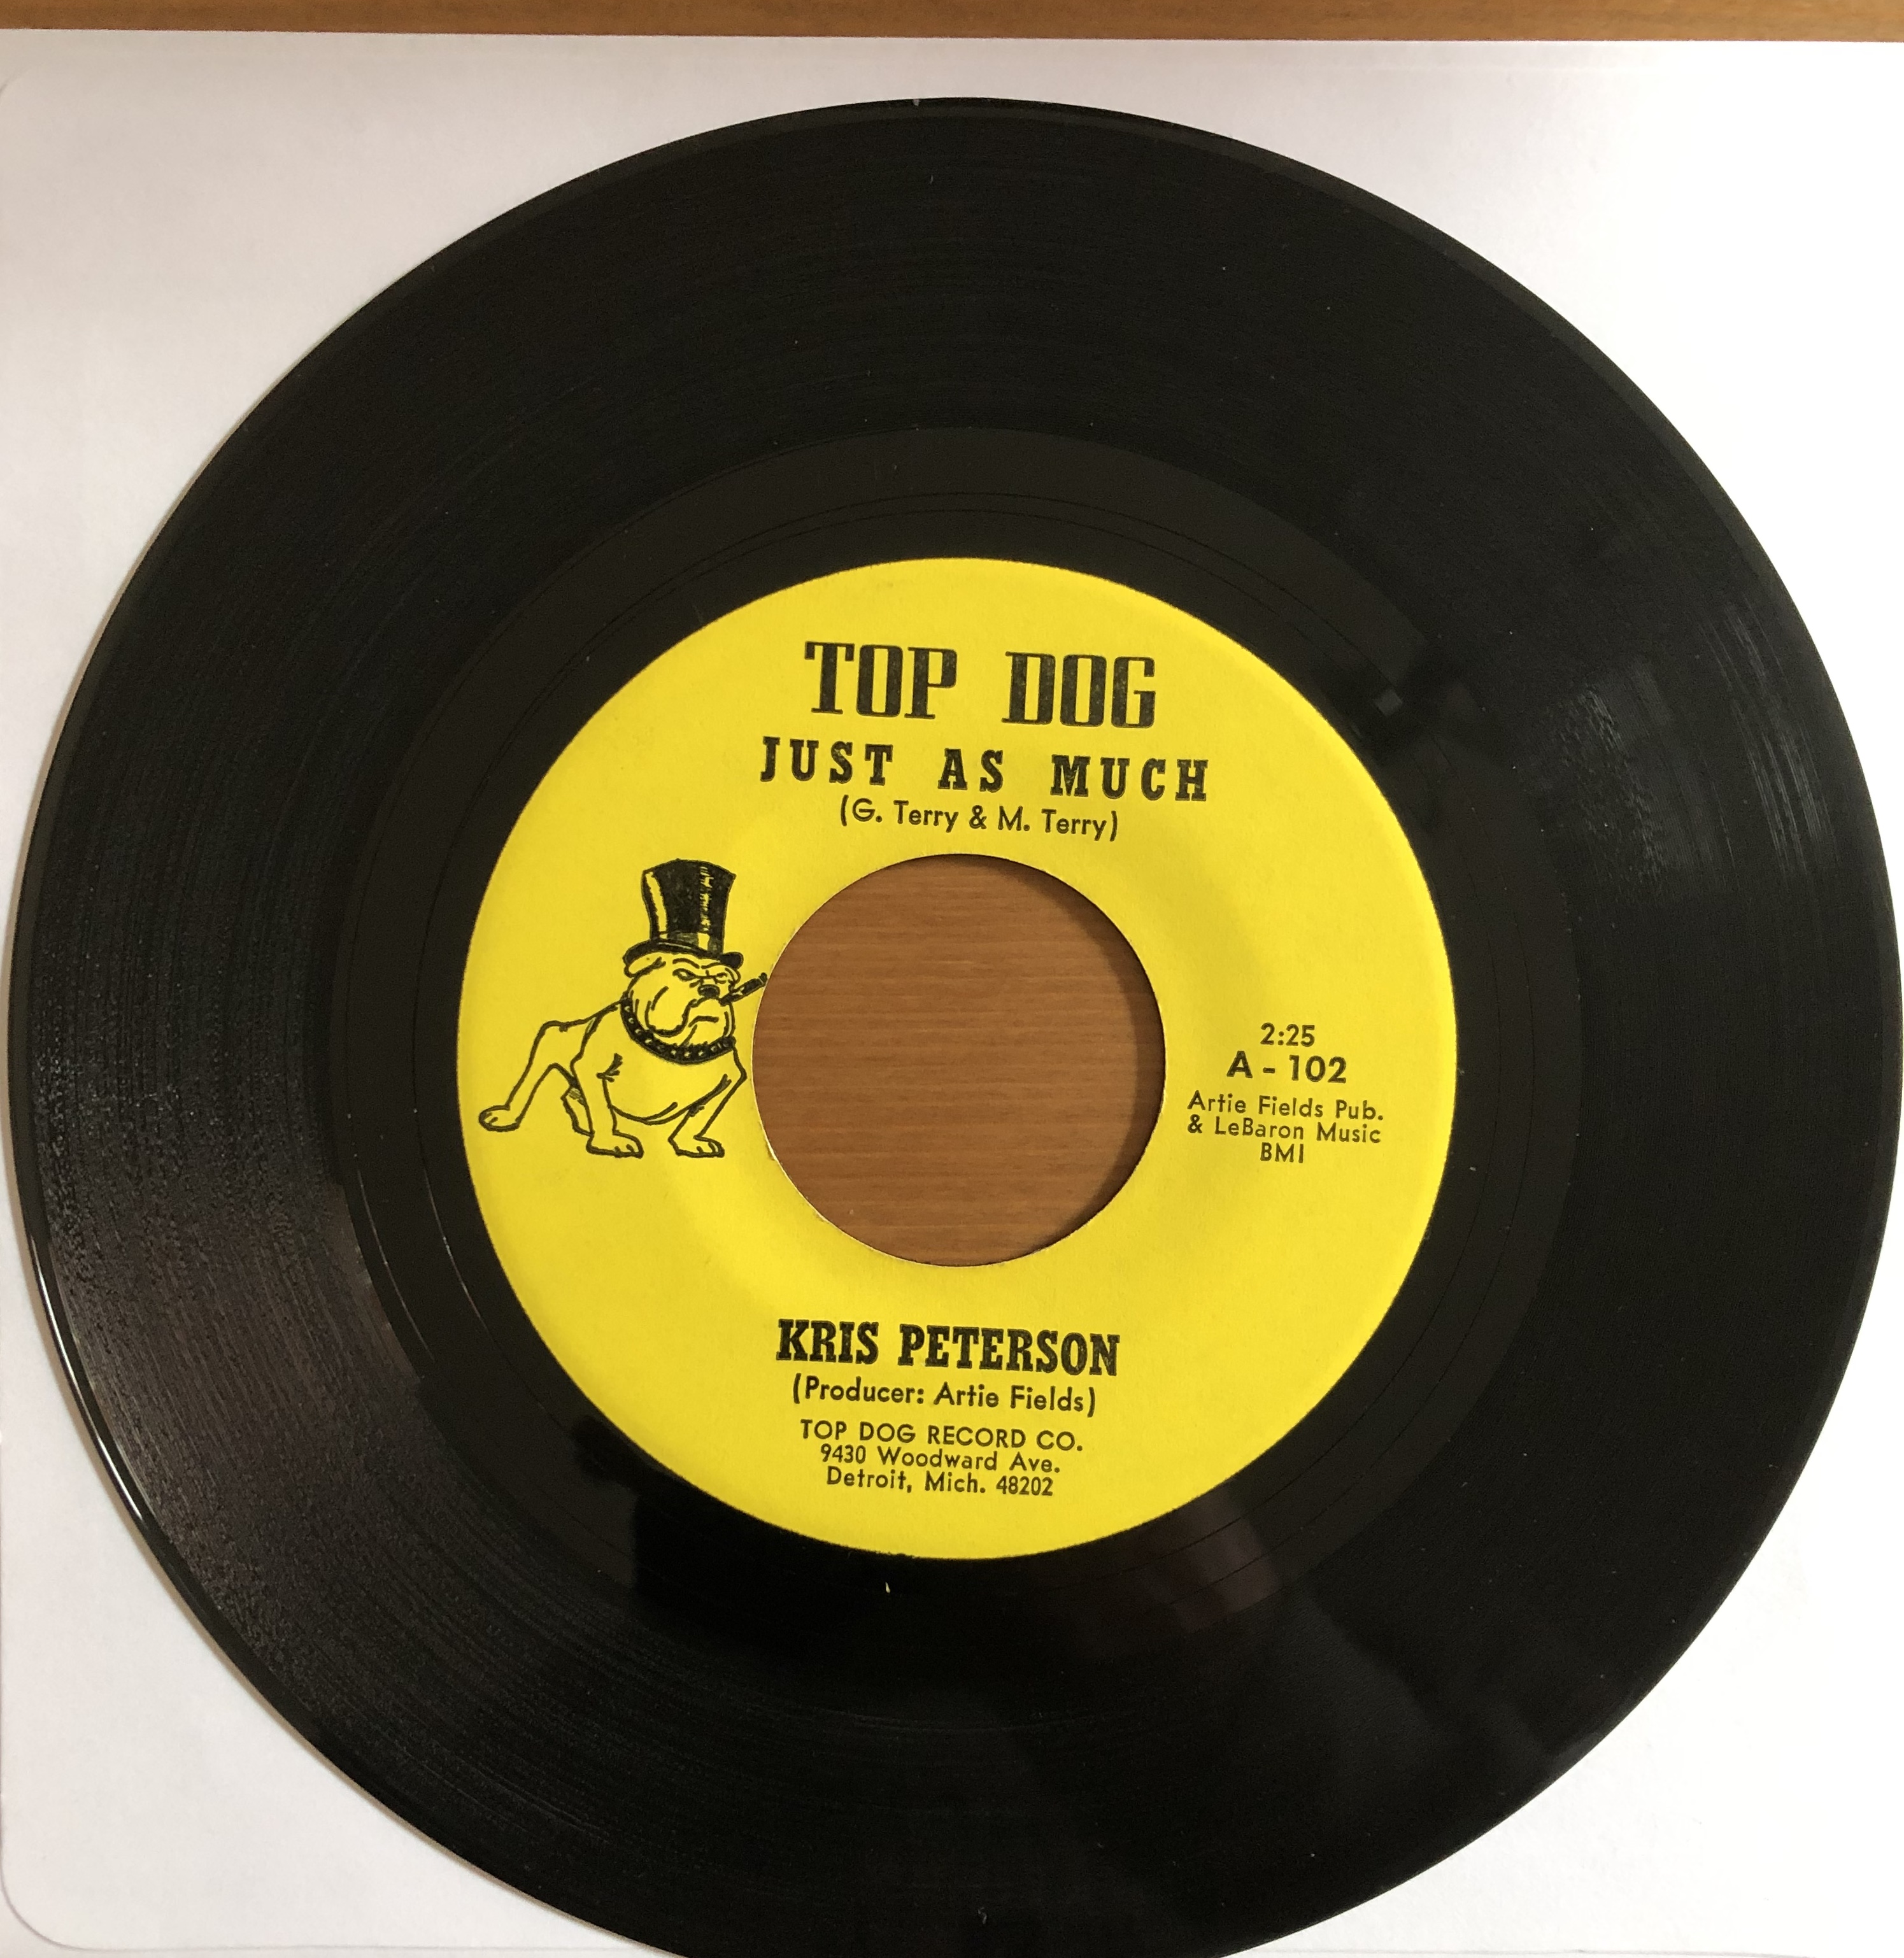 TOP DOG
JUST AS MUCH
(G. Terry & M. Terry)
2:25
A - 102
Artie Fields Pub.
& LeBaron Music
BMI
KRIS PETERSON
(Producer: Artie Fields)
TOP DOG RECORD CO.
9430 Woodward Ave.
Detroit, Mich. 48202